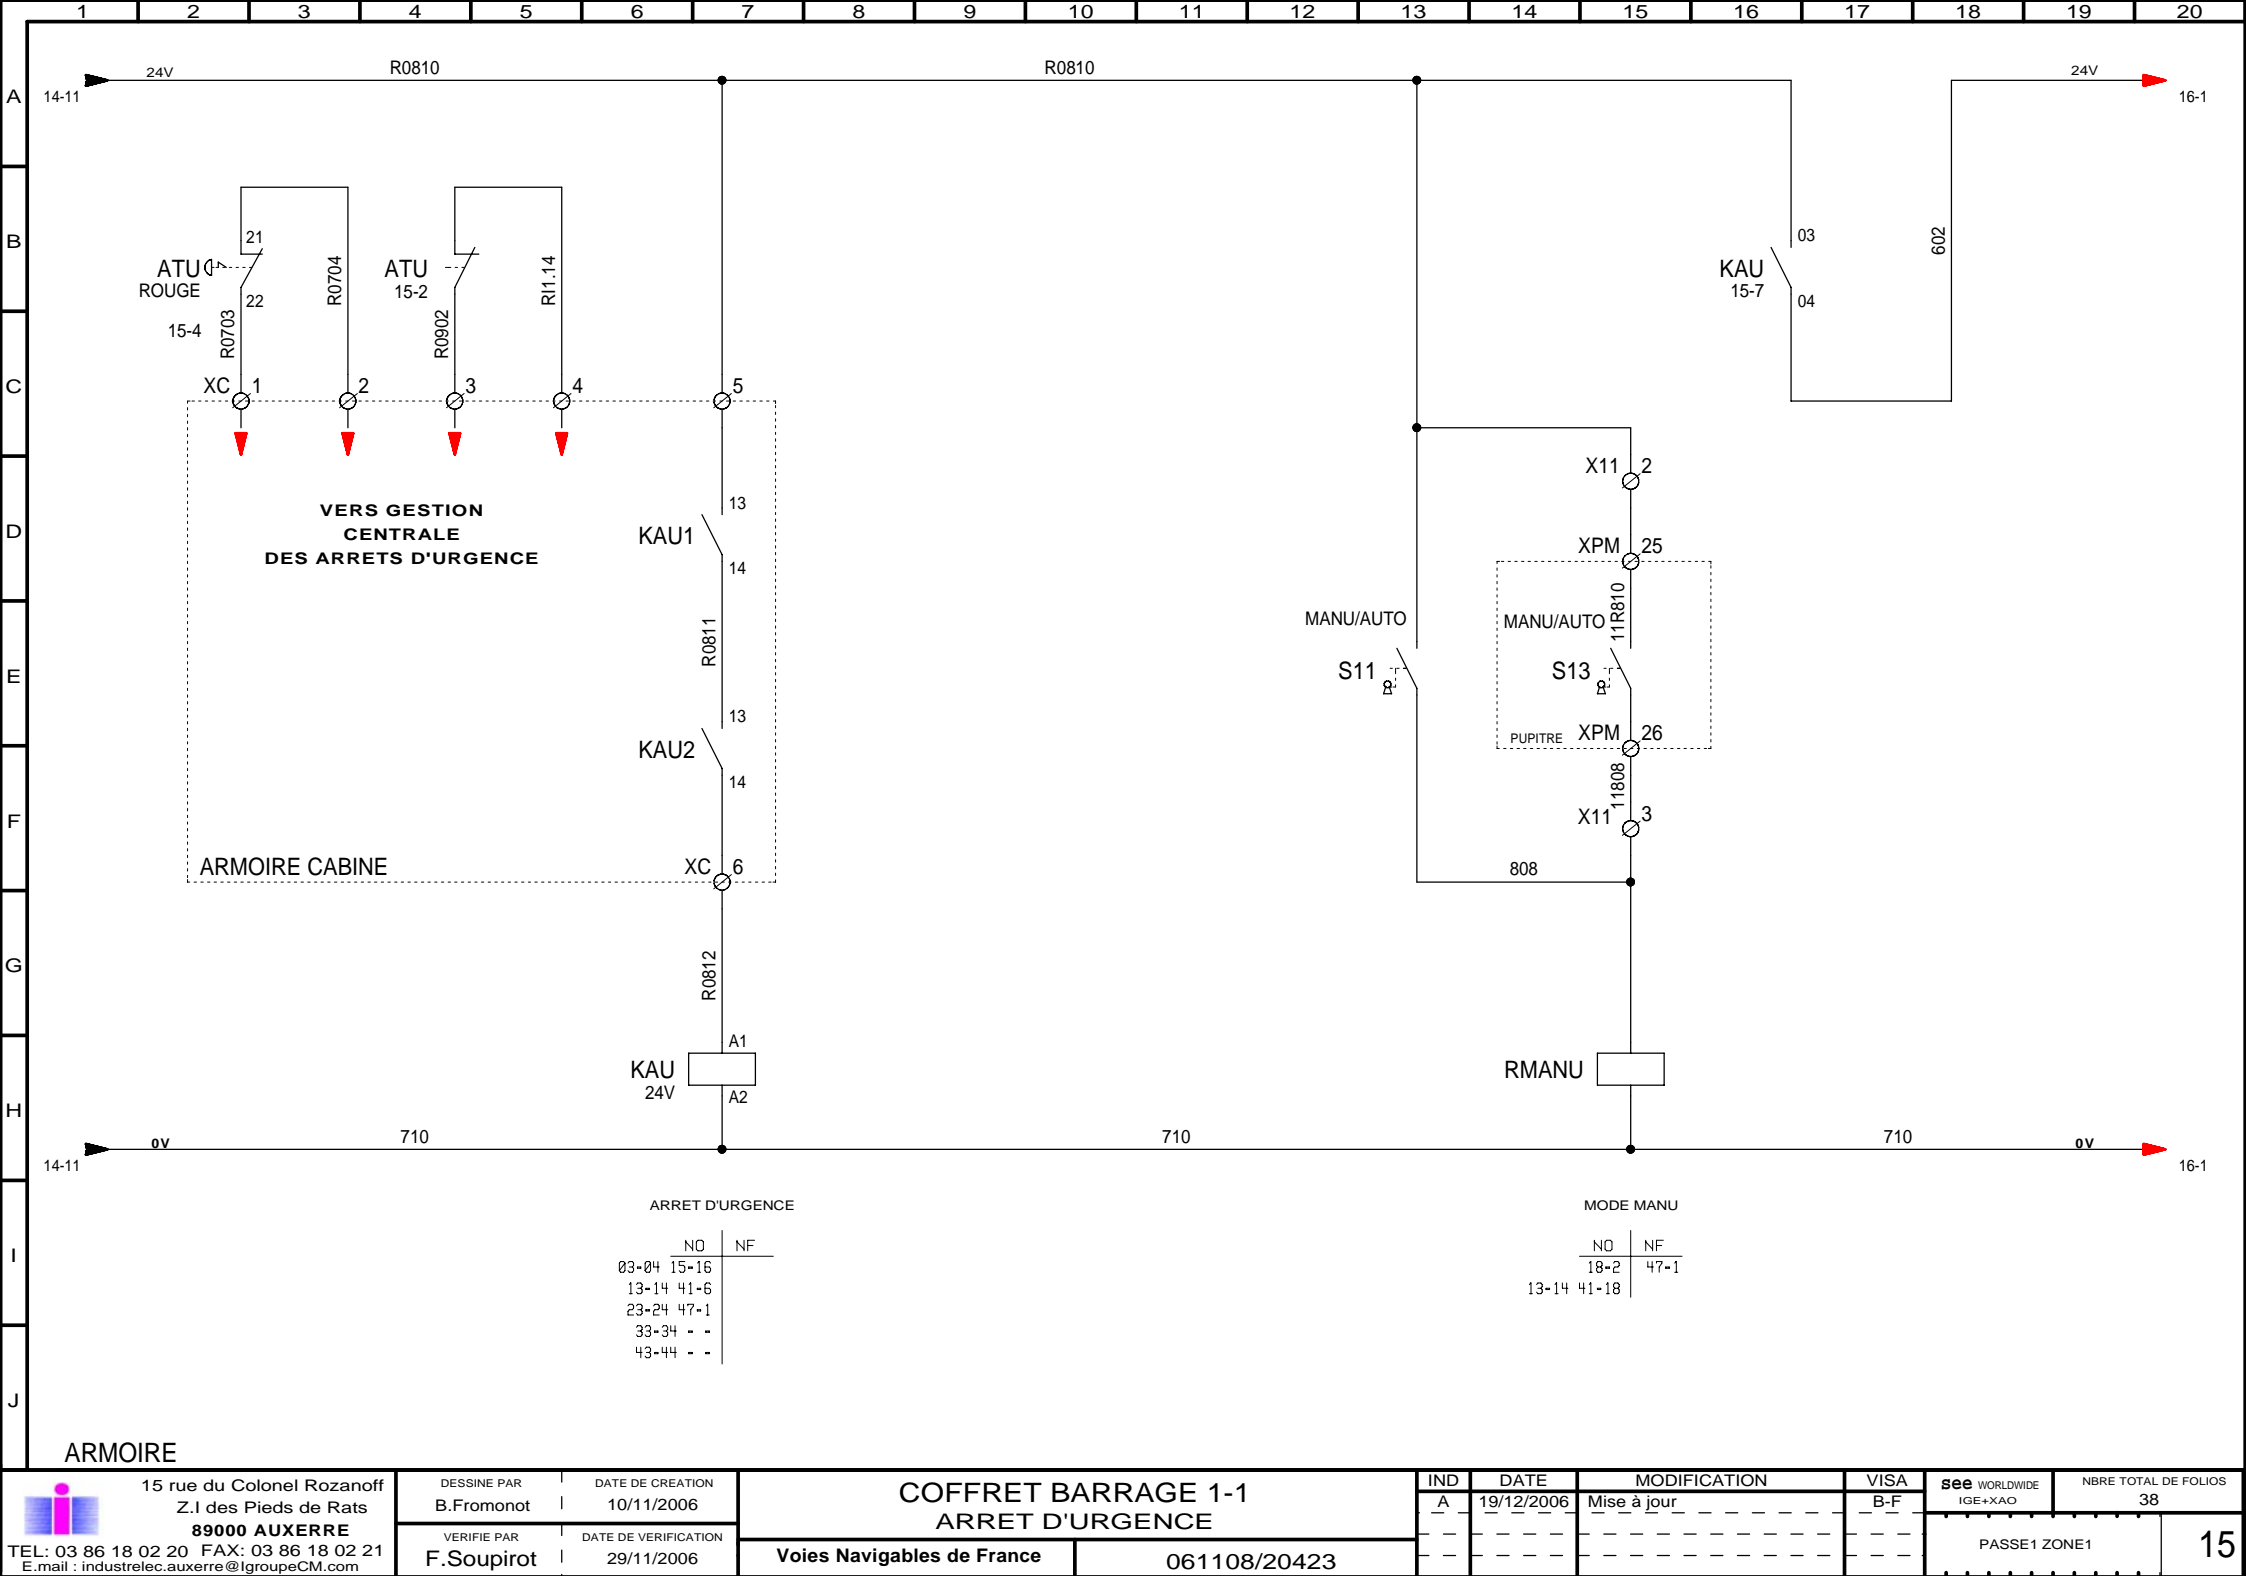 1 2 3 4 5 6 7 8 9 10 11 12 13 14 15 16 17 18 19 20
A
B
C
D
E
F
G
H
I
J
24V
R0810
R0810
24V
14-11
16-1
21
ATU
ROUGE
22
15-4
R0703
R0704
ATU
15-2
R0902
RI1.14
KAU
15-7
03
04
602
XC 1
2
3
4
5
VERS GESTION
CENTRALE
DES ARRETS D'URGENCE
13
KAU1
14
R0811
13
KAU2
14
ARMOIRE CABINE
XC 6
R0812
X11 2
XPM 25
11R810
MANU/AUTO
S11
MANU/AUTO
S13
PUPITRE
XPM 26
11808
X11 3
808
A1
KAU
24V
A2
RMANU
0V
710
710
710
0V
14-11
16-1
ARRET D'URGENCE
NO NF
03-04 15-16
13-14 41-6
23-24 47-1
33-34 - -
43-44 - -
MODE MANU
NO NF
18-2 47-1
13-14 41-18
ARMOIRE
15 rue du Colonel Rozanoff
Z.I des Pieds de Rats
89000 AUXERRE
TEL: 03 86 18 02 20 FAX: 03 86 18 02 21
E.mail : industrelec.auxerre@IgroupeCM.com
DESSINE PAR
B.Fromonot
DATE DE CREATION
10/11/2006
VERIFIE PAR
F.Soupirot
DATE DE VERIFICATION
29/11/2006
COFFRET BARRAGE 1-1
ARRET D'URGENCE
Voies Navigables de France
061108/20423
IND DATE MODIFICATION VISA
A 19/12/2006 Mise à jour B-F
see WORLDWIDE
IGE+XAO
NBRE TOTAL DE FOLIOS
38
PASSE1 ZONE1
15